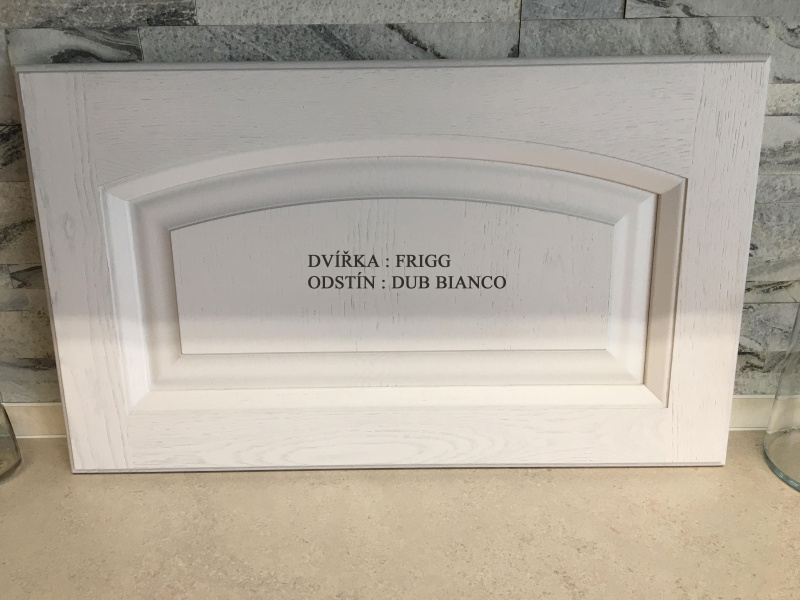 DVÍŘKA : FRIGG
ODSTÍN : DUB BIANCO